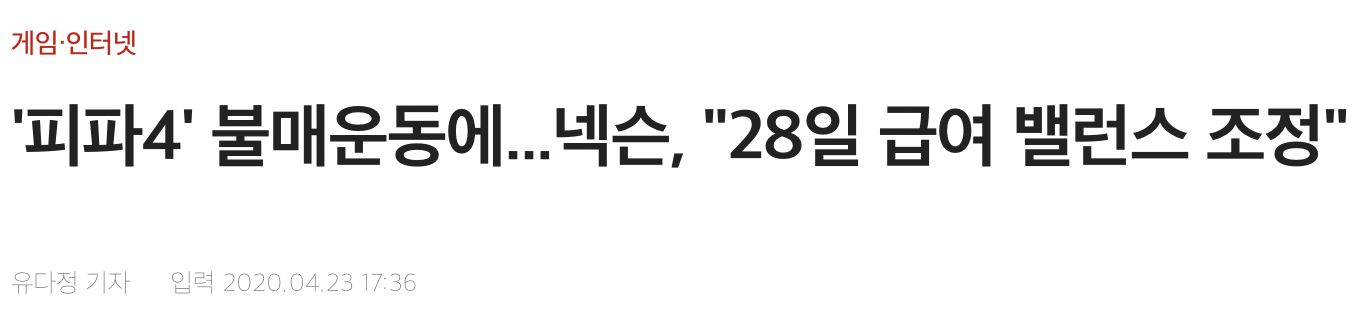 게임·인터넷
'피파4' 불매운동에...넥슨, "28일 급여 밸런스 조정"
유다정 기자 입력 2020.04.23 17:36